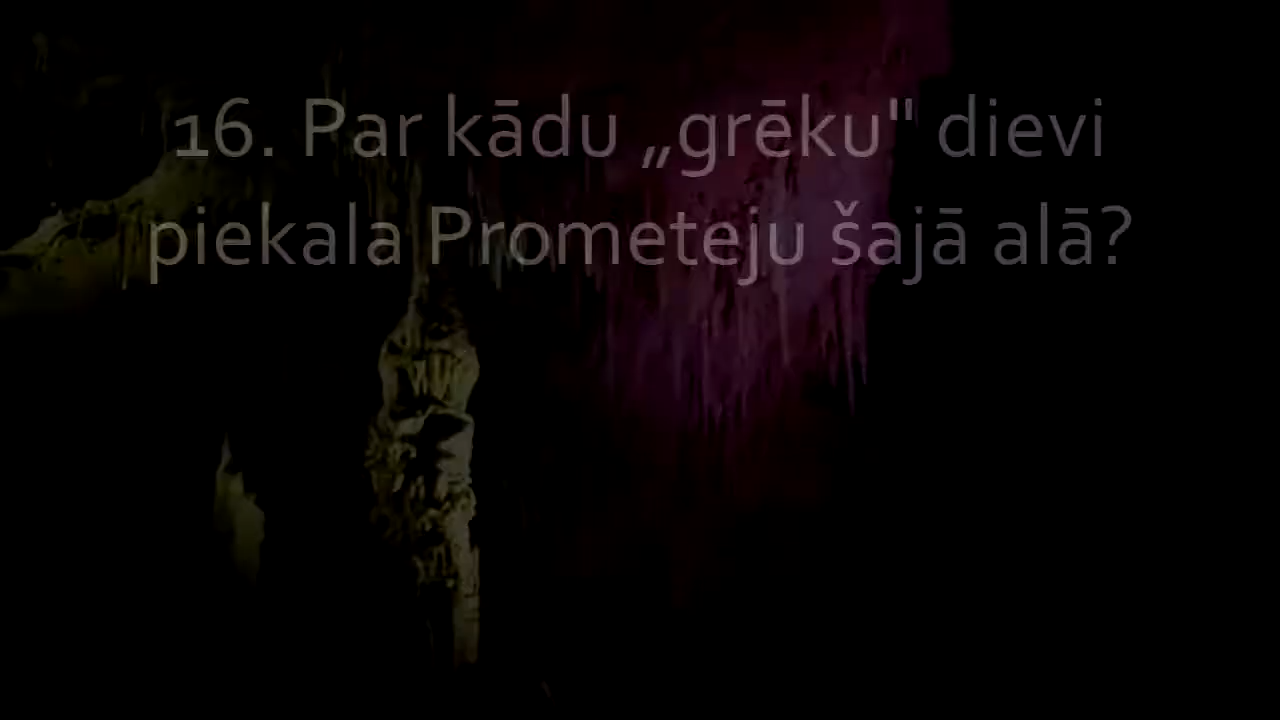 16. Par kādu „grēku" dievi
piekala Prometeju šajā alā?